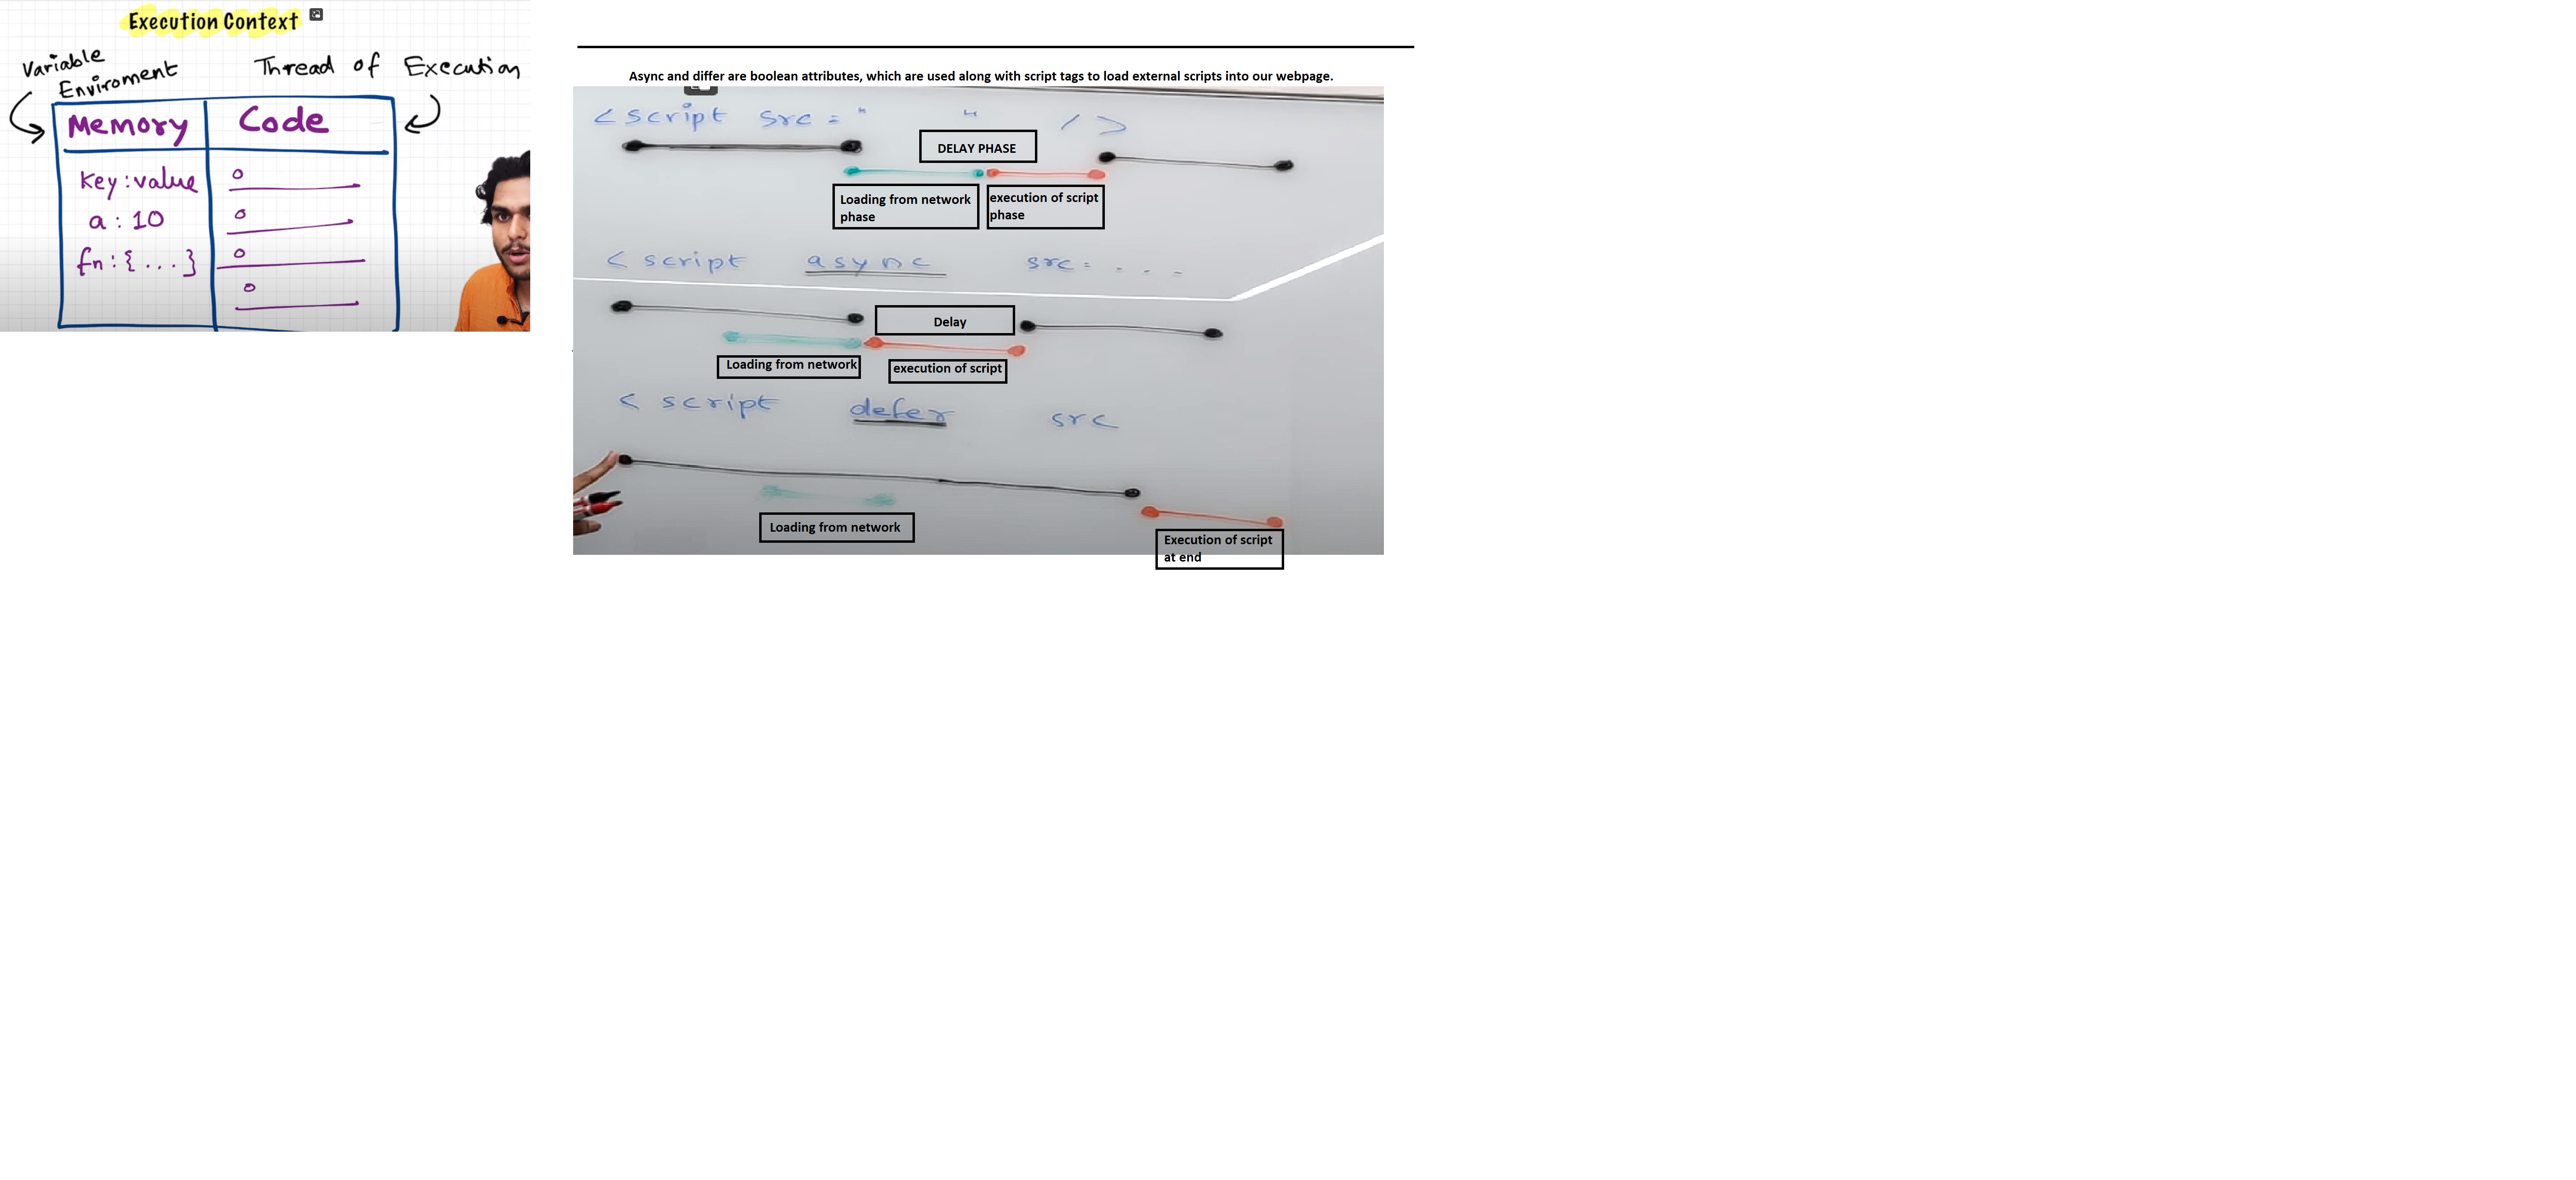 Execution Context
Variable
Enviroment
Thread of Execution
Memory
Code
key:value
a : 10
fn:{...}
Async and differ are boolean attributes, which are used along with script tags to load external scripts into our webpage.
<script src = " " />
DELAY PHASE
Loading from network
phase
execution of script
phase
<script async src= ...
Delay
Loading from network
execution of script
<script defer src
Loading from network
Execution of script
at end